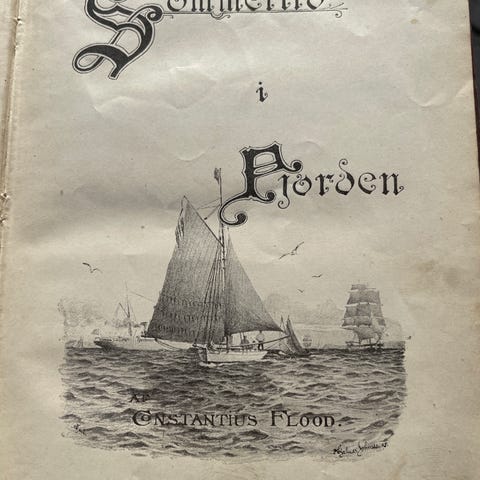 Sommerliv.
i
Fjorden
AF
CONSTANTIUS FLOOD.